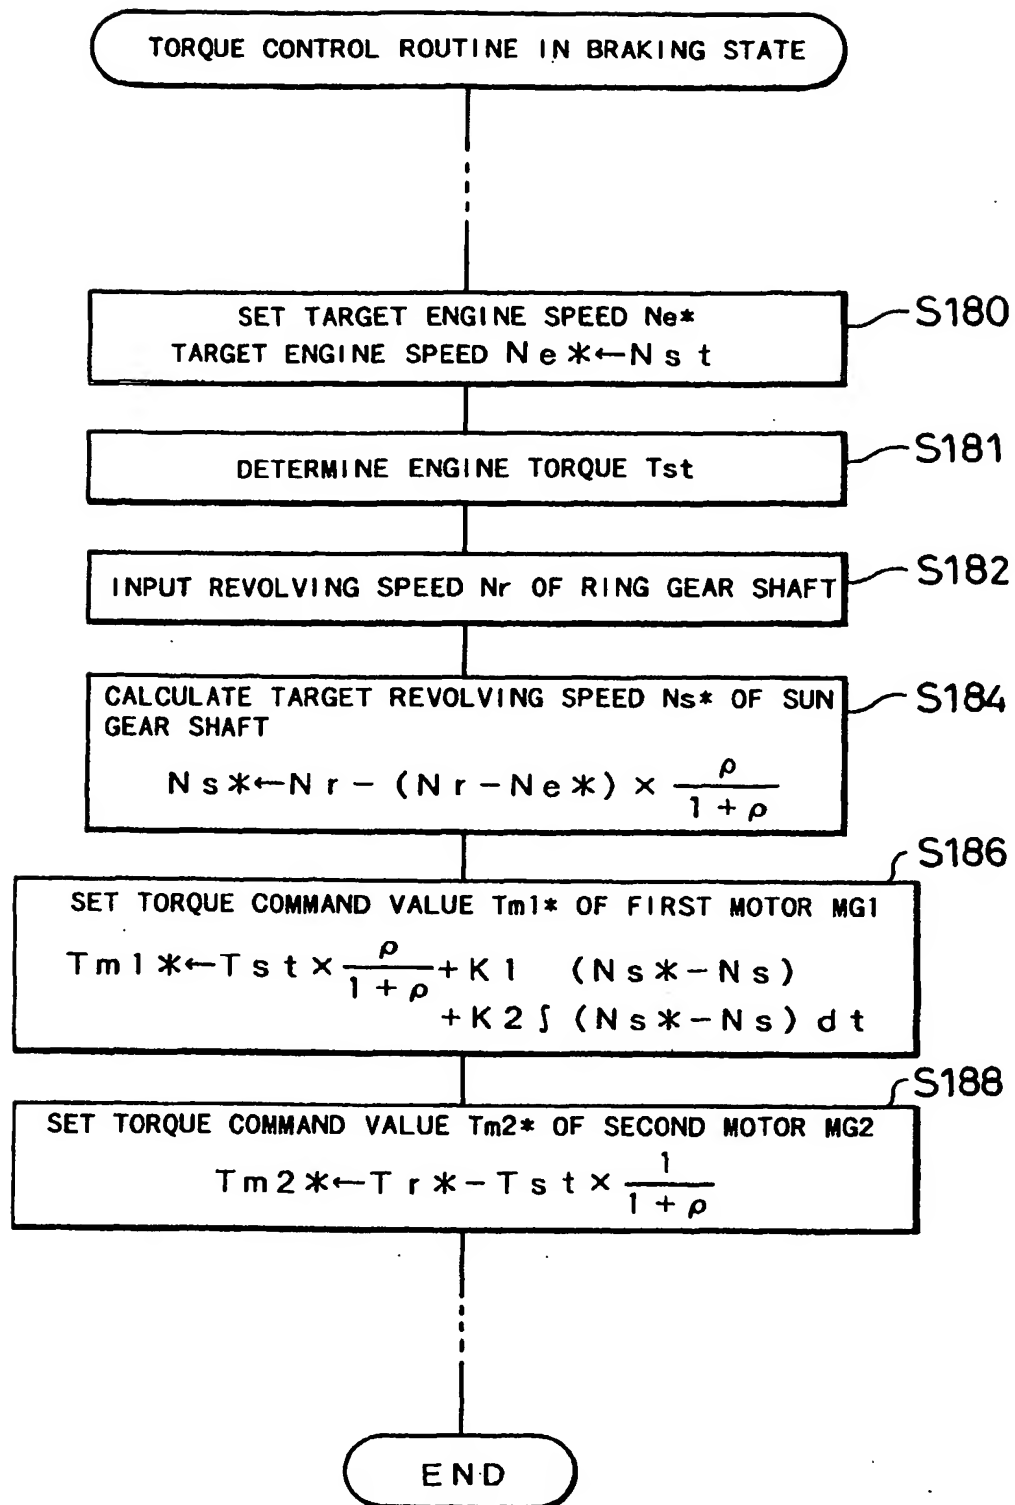 TORQUE CONTROL ROUTINE IN BRAKING STATE
SET TARGET ENGINE SPEED Ne*
TARGET ENGINE SPEED Ne*←Nst
S180
DETERMINE ENGINE TORQUE Tst
S181
INPUT REVOLVING SPEED Nr OF RING GEAR SHAFT
S182
CALCULATE TARGET REVOLVING SPEED Ns* OF SUN
GEAR SHAFT
Ns*←Nr-(Nr-Ne*)×ρ/(1+ρ)
S184
S186
SET TORQUE COMMAND VALUE Tm1* OF FIRST MOTOR MG1
Tm1*←Tst×ρ/(1+ρ)+K1 (Ns*-Ns)
+K2∫(Ns*-Ns)dt
S188
SET TORQUE COMMAND VALUE Tm2* OF SECOND MOTOR MG2
Tm2*←Tr*-Tst×1/(1+ρ)
END